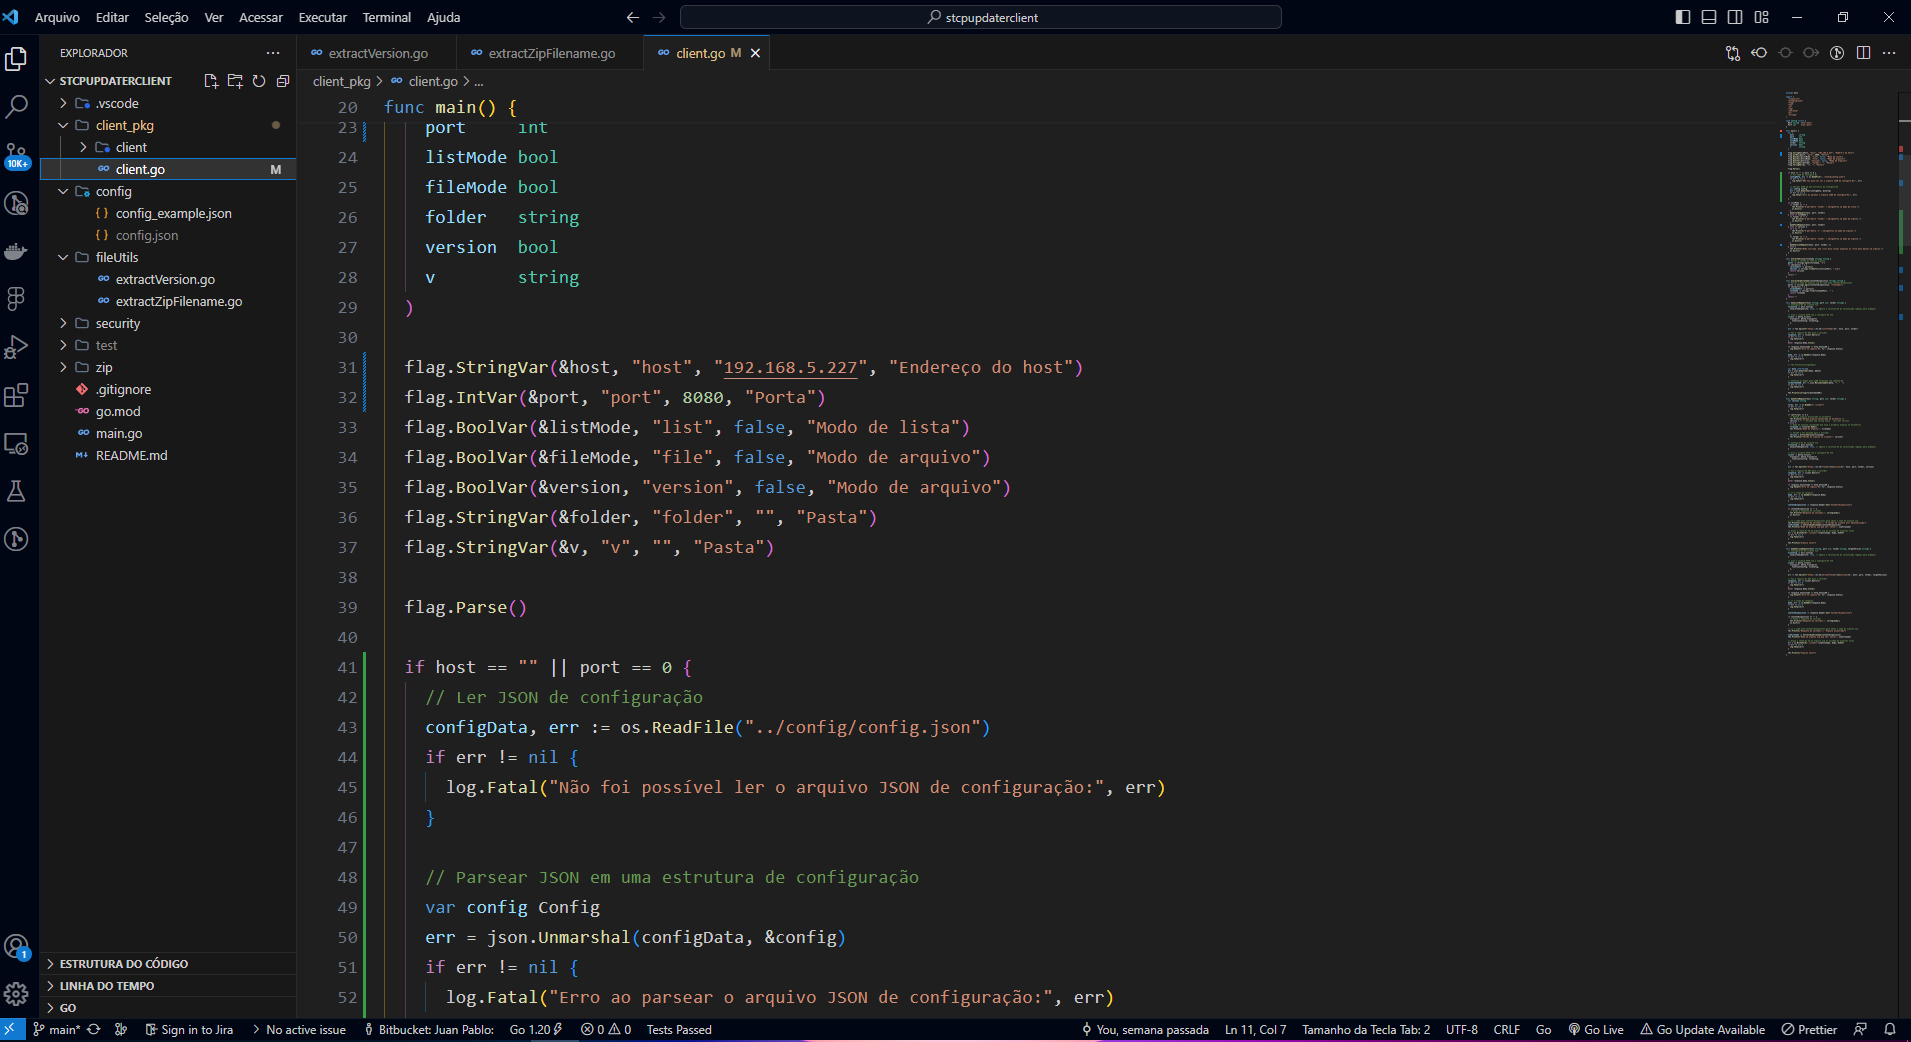 Arquivo Editar Seleção Ver Acessar Executar Terminal Ajuda
stcpupdaterclient
EXPLORADOR
STCPUPDATERCLIENT
.vscode
client_pkg
client
client.go M
config
{ } config_example.json
{ } config.json
fileUtils
extractVersion.go
extractZipFilename.go
security
test
zip
.gitignore
go.mod
main.go
README.md
ESTRUTURA DO CÓDIGO
LINHA DO TEMPO
GO
10K+
1
extractVersion.go extractZipFilename.go client.go M
client_pkg > client.go > ...
20 func main() {
23 port int
24 listMode bool
25 fileMode bool
26 folder string
27 version bool
28 v string
29 )
30
31 flag.StringVar(&host, "host", "192.168.5.227", "Endereço do host")
32 flag.IntVar(&port, "port", 8080, "Porta")
33 flag.BoolVar(&listMode, "list", false, "Modo de lista")
34 flag.BoolVar(&fileMode, "file", false, "Modo de arquivo")
35 flag.BoolVar(&version, "version", false, "Modo de arquivo")
36 flag.StringVar(&folder, "folder", "", "Pasta")
37 flag.StringVar(&v, "v", "", "Pasta")
38
39 flag.Parse()
40
41 if host == "" || port == 0 {
42 // Ler JSON de configuração
43 configData, err := os.ReadFile("../config/config.json")
44 if err != nil {
45 log.Fatal("Não foi possível ler o arquivo JSON de configuração:", err)
46 }
47
48 // Parsear JSON em uma estrutura de configuração
49 var config Config
50 err = json.Unmarshal(configData, &config)
51 if err != nil {
52 log.Fatal("Erro ao parsear o arquivo JSON de configuração:", err)
main* Sign in to Jira No active issue Bitbucket: Juan Pablo: Go 1.20 0 0 Tests Passed You, semana passada Ln 11, Col 7 Tamanho da Tecla Tab: 2 UTF-8 CRLF Go Go Live Go Update Available Prettier